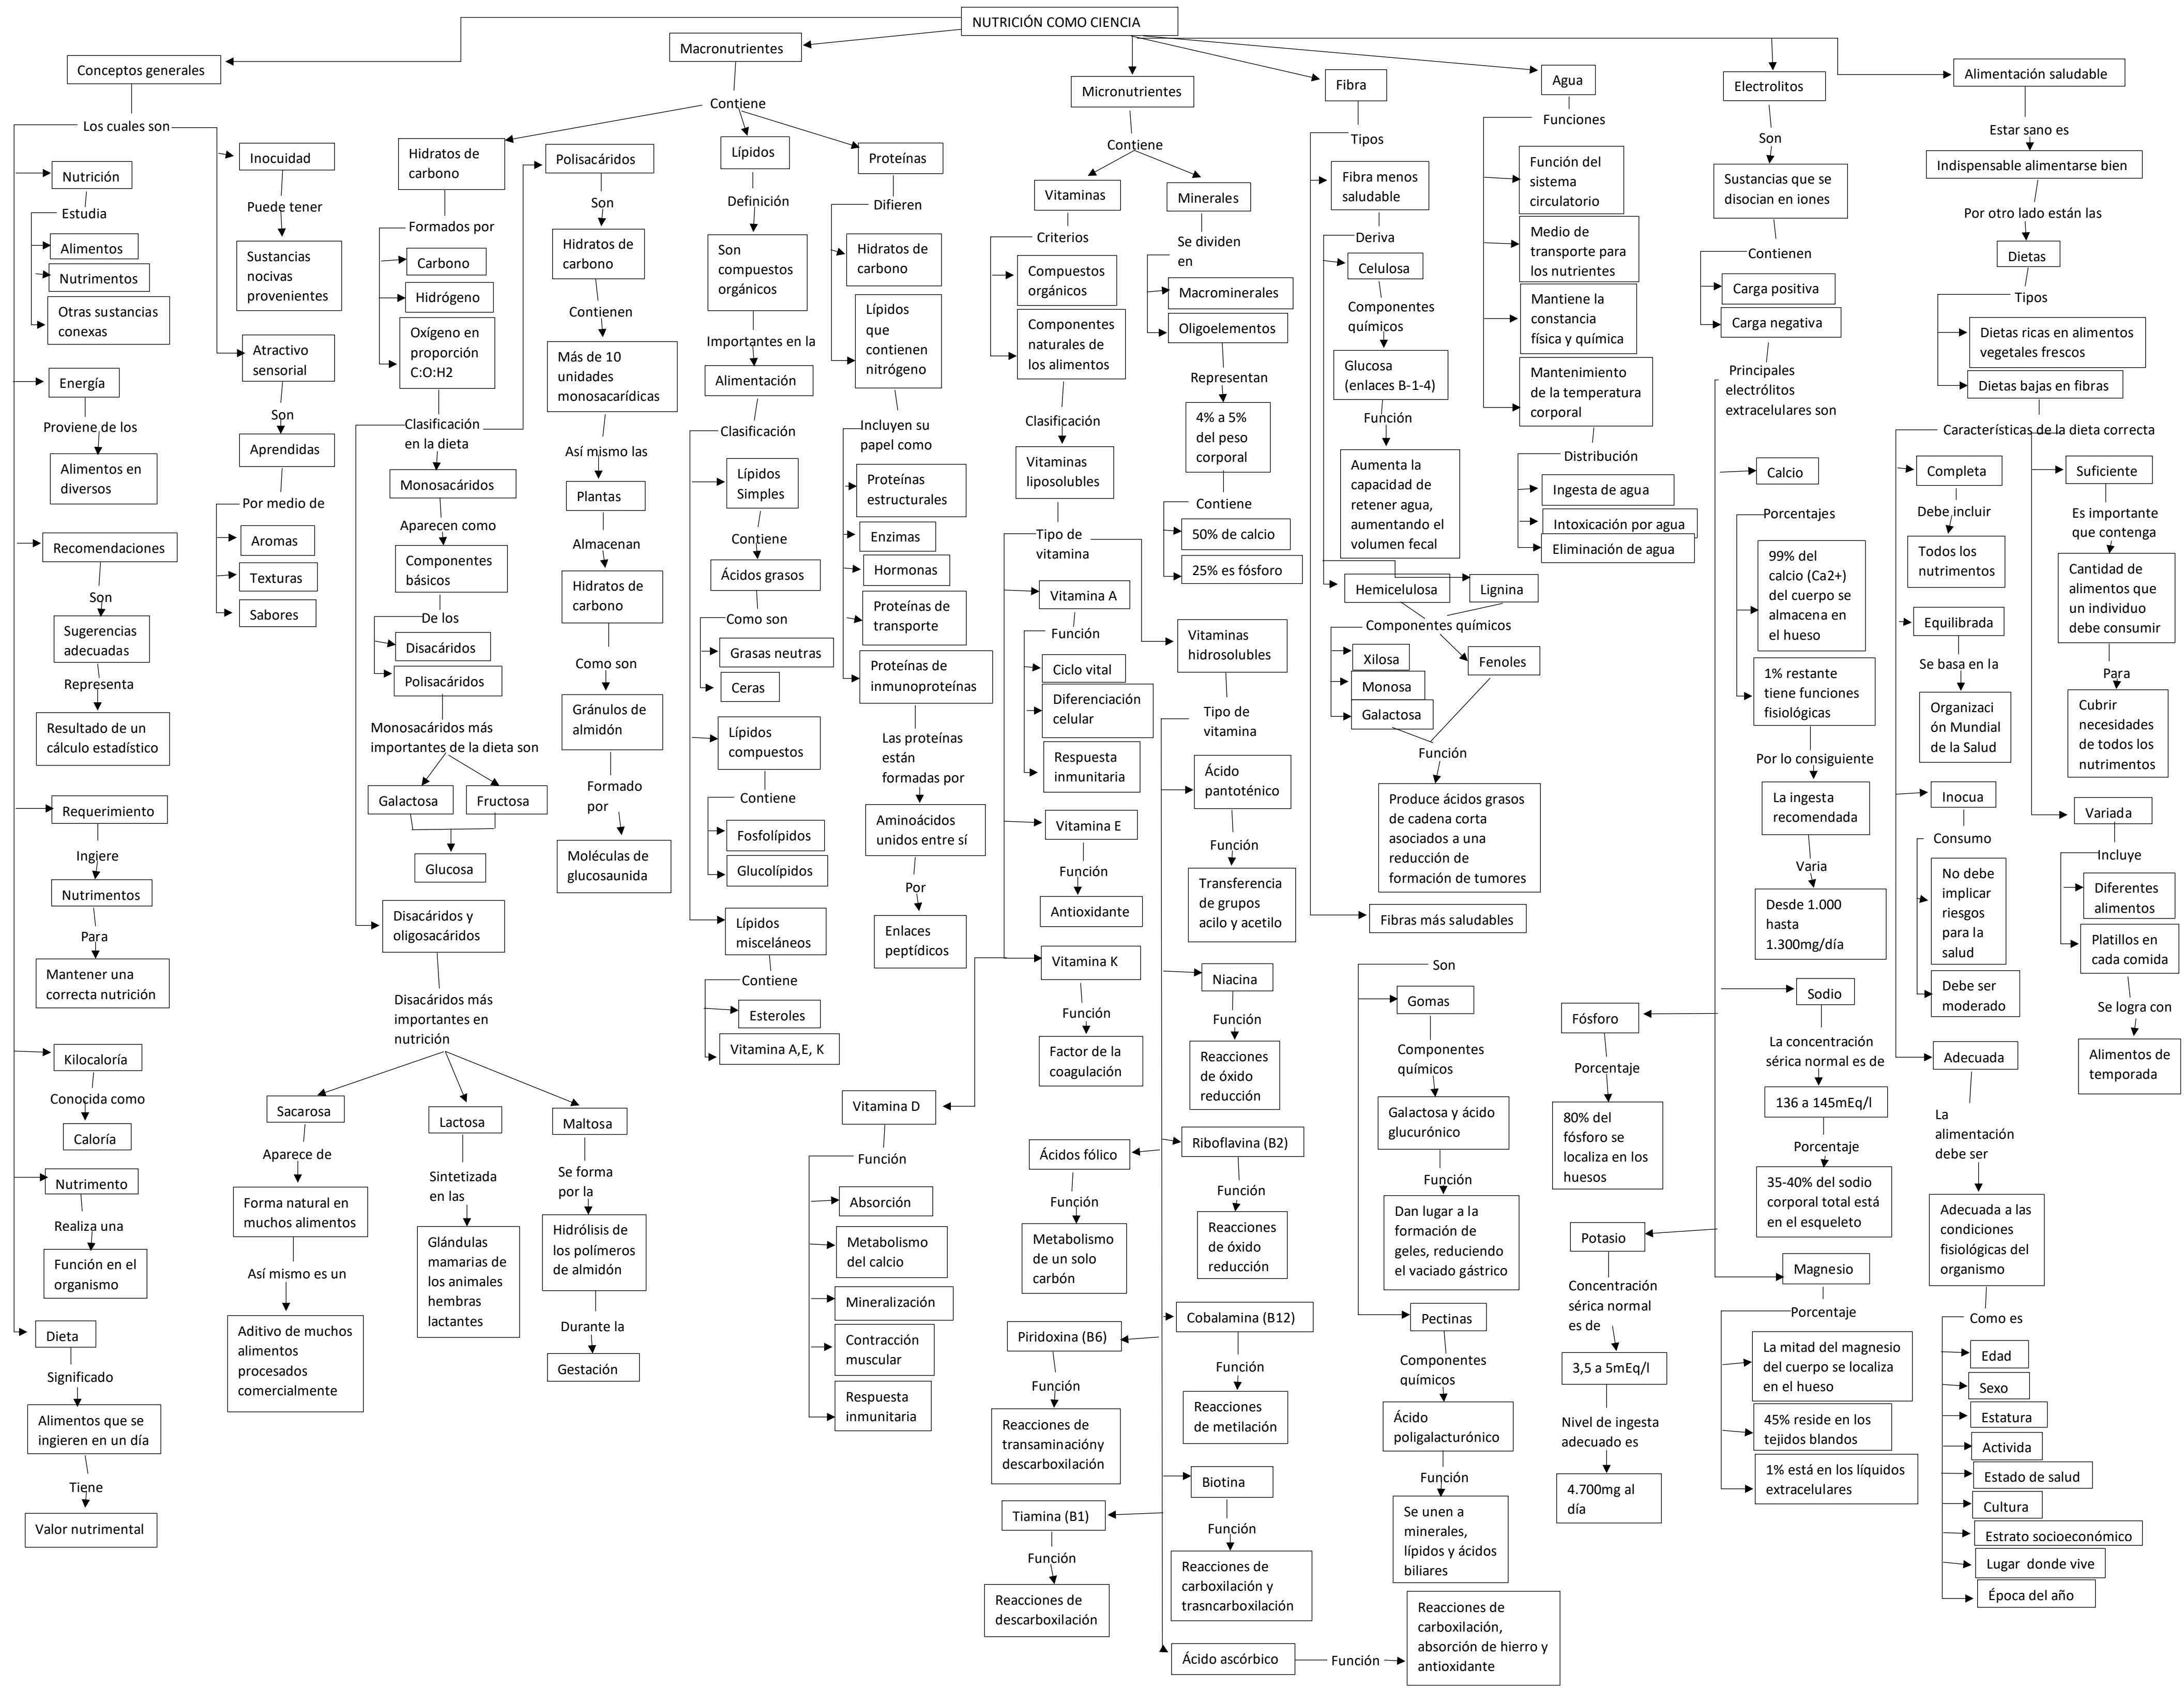 NUTRICIÓN COMO CIENCIA
Conceptos generales
Los cuales son
Nutrición
Estudia
Alimentos
Nutrimentos
Otras sustancias
conexas
Energía
Proviene de los
Alimentos en
diversos
Recomendaciones
Son
Sugerencias
adecuadas
Representa
Resultado de un
cálculo estadístico
Requerimiento
Ingiere
Nutrimentos
Para
Mantener una
correcta nutrición
Kilocaloría
Conocida como
Caloría
Nutrimento
Realiza una
Función en el
organismo
Dieta
Significado
Alimentos que se
ingieren en un día
Tiene
Valor nutrimental
Inocuidad
Puede tener
Sustancias
nocivas
provenientes
Atractivo
sensorial
Son
Aprendidas
Por medio de
Aromas
Texturas
Sabores
Macronutrientes
Contiene
Hidratos de
carbono
Formados por
Carbono
Hidrógeno
Oxígeno en
proporción
C:O:H2
Clasificación
en la dieta
Monosacáridos
Aparecen como
Componentes
básicos
De los
Disacáridos
Polisacáridos
Monosacáridos más
importantes de la dieta son
Galactosa
Fructosa
Glucosa
Disacáridos y
oligosacáridos
Disacáridos más
importantes en
nutrición
Sacarosa
Aparece de
Forma natural en
muchos alimentos
Así mismo es un
Aditivo de muchos
alimentos
procesados
comercialmente
Lactosa
Sintetizada
en las
Glándulas
mamarias de
los animales
hembras
lactantes
Maltosa
Se forma
por la
Hidrólisis de
los polímeros
de almidón
Durante la
Gestación
Polisacáridos
Son
Hidratos de
carbono
Contienen
Más de 10
unidades
monosacarídicas
Así mismo las
Plantas
Almacenan
Hidratos de
carbono
Como son
Gránulos de
almidón
Formado
por
Moléculas de
glucosaunida
Lípidos
Definición
Son
compuestos
orgánicos
Importantes en la
Alimentación
Clasificación
Lípidos
Simples
Contiene
Ácidos grasos
Como son
Grasas neutras
Ceras
Lípidos
compuestos
Contiene
Fosfolípidos
Glucolípidos
Lípidos
misceláneos
Contiene
Esteroles
Vitamina A,E, K
Proteínas
Difieren
Hidratos de
carbono
Lípidos
que
contienen
nitrógeno
Incluyen su
papel como
Proteínas
estructurales
Enzimas
Hormonas
Proteínas de
transporte
Proteínas de
inmunoproteínas
Las proteínas
están
formadas por
Aminoácidos
unidos entre sí
Por
Enlaces
peptídicos
Micronutrientes
Contiene
Vitaminas
Criterios
Compuestos
orgánicos
Componentes
naturales de
los alimentos
Clasificación
Vitaminas
liposolubles
Tipo de
vitamina
Vitamina A
Función
Ciclo vital
Diferenciación
celular
Respuesta
inmunitaria
Vitamina E
Función
Antioxidante
Vitamina K
Función
Factor de la
coagulación
Vitamina D
Función
Absorción
Metabolismo
del calcio
Mineralización
Contracción
muscular
Respuesta
inmunitaria
Minerales
Se dividen
en
Macrominerales
Oligoelementos
Representan
4% a 5%
del peso
corporal
Contiene
50% de calcio
25% es fósforo
Vitaminas
hidrosolubles
Tipo de
vitamina
Ácido
pantoténico
Función
Transferencia
de grupos
acilo y acetilo
Niacina
Función
Reacciones
de óxido
reducción
Riboflavina (B2)
Función
Reacciones
de óxido
reducción
Ácidos fólico
Función
Metabolismo
de un solo
carbón
Cobalamina (B12)
Función
Reacciones
de metilación
Piridoxina (B6)
Función
Reacciones de
transaminacióny
descarboxilación
Biotina
Función
Reacciones de
carboxilación y
trasncarboxilación
Tiamina (B1)
Función
Reacciones de
descarboxilación
Ácido ascórbico
Función
Reacciones de
carboxilación,
absorción de hierro y
antioxidante
Fibra
Tipos
Fibra menos
saludable
Deriva
Celulosa
Componentes
químicos
Glucosa
(enlaces B-1-4)
Función
Aumenta la
capacidad de
retener agua,
aumentando el
volumen fecal
Hemicelulosa
Lignina
Componentes químicos
Xilosa
Monosa
Galactosa
Fenoles
Función
Produce ácidos grasos
de cadena corta
asociados a una
reducción de
formación de tumores
Fibras más saludables
Son
Gomas
Componentes
químicos
Galactosa y ácido
glucurónico
Función
Dan lugar a la
formación de
geles, reduciendo
el vaciado gástrico
Pectinas
Componentes
químicos
Ácido
poligalacturónico
Función
Se unen a
minerales,
lípidos y ácidos
biliares
Agua
Funciones
Función del
sistema
circulatorio
Medio de
transporte para
los nutrientes
Mantiene la
constancia
física y química
Mantenimiento
de la temperatura
corporal
Distribución
Ingesta de agua
Intoxicación por agua
Eliminación de agua
Electrolitos
Son
Sustancias que se
disocian en iones
Contienen
Carga positiva
Carga negativa
Principales
electrólitos
extracelulares son
Calcio
Porcentajes
99% del
calcio (Ca2+)
del cuerpo se
almacena en
el hueso
1% restante
tiene funciones
fisiológicas
Por lo consiguiente
La ingesta
recomendada
Varia
Desde 1.000
hasta
1.300mg/día
Sodio
La concentración
sérica normal es de
136 a 145mEq/l
Porcentaje
35-40% del sodio
corporal total está
en el esqueleto
Fósforo
Porcentaje
80% del
fósforo se
localiza en los
huesos
Potasio
Concentración
sérica normal
es de
3,5 a 5mEq/l
Nivel de ingesta
adecuado es
4.700mg al
día
Magnesio
Porcentaje
La mitad del magnesio
del cuerpo se localiza
en el hueso
45% reside en los
tejidos blandos
1% está en los líquidos
extracelulares
Alimentación saludable
Estar sano es
Indispensable alimentarse bien
Por otro lado están las
Dietas
Tipos
Dietas ricas en alimentos
vegetales frescos
Dietas bajas en fibras
Características de la dieta correcta
Completa
Debe incluir
Todos los
nutrimentos
Equilibrada
Se basa en la
Organizaci
ón Mundial
de la Salud
Inocua
Consumo
No debe
implicar
riesgos
para la
salud
Debe ser
moderado
Adecuada
La
alimentación
debe ser
Adecuada a las
condiciones
fisiológicas del
organismo
Como es
Edad
Sexo
Estatura
Activida
Estado de salud
Cultura
Estrato socioeconómico
Lugar donde vive
Época del año
Suficiente
Es importante
que contenga
Cantidad de
alimentos que
un individuo
debe consumir
Para
Cubrir
necesidades
de todos los
nutrimentos
Variada
Incluye
Diferentes
alimentos
Platillos en
cada comida
Se logra con
Alimentos de
temporada